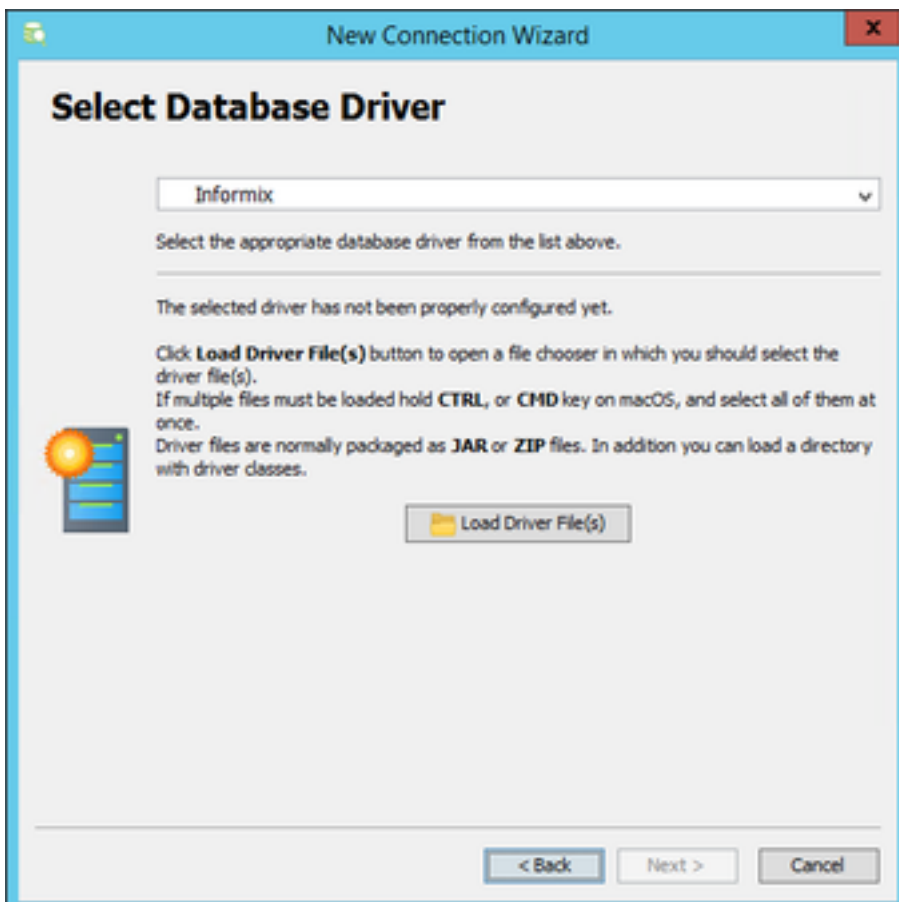 New Connection Wizard
x
Select Database Driver
Informix
Select the appropriate database driver from the list above.
The selected driver has not been properly configured yet.
Click Load Driver File(s) button to open a file chooser in which you should select the
driver file(s).
If multiple files must be loaded hold CTRL, or CMD key on macOS, and select all of them at
once.
Driver files are normally packaged as JAR or ZIP files. In addition you can load a directory
with driver classes.
Load Driver File(s)
< Back
Next >
Cancel